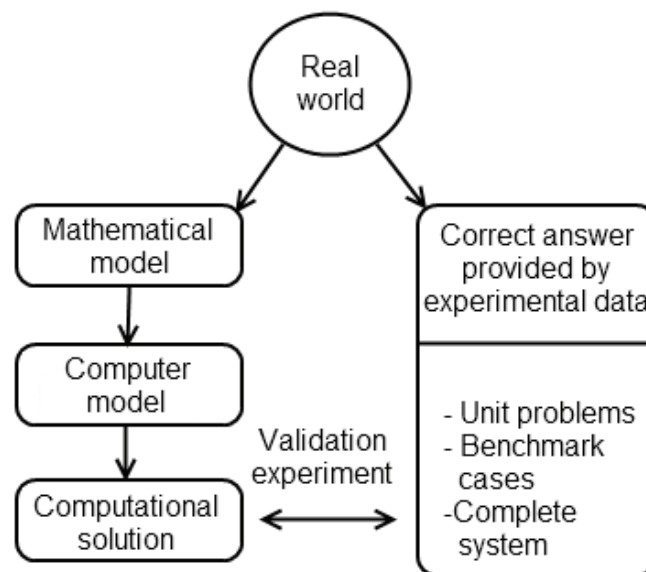 Real
world
Mathematical
model
Computer
model
Computational
solution
Validation
experiment
Correct answer
provided by
experimental data
- Unit problems
- Benchmark
cases
-Complete
system